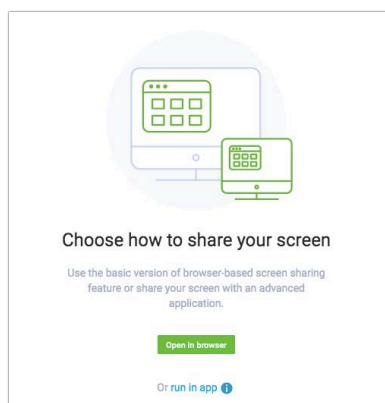 Choose how to share your screen
Use the basic version of browser-based screen sharing
feature or share your screen with an advanced
application.
Open in browser
Or run in app i